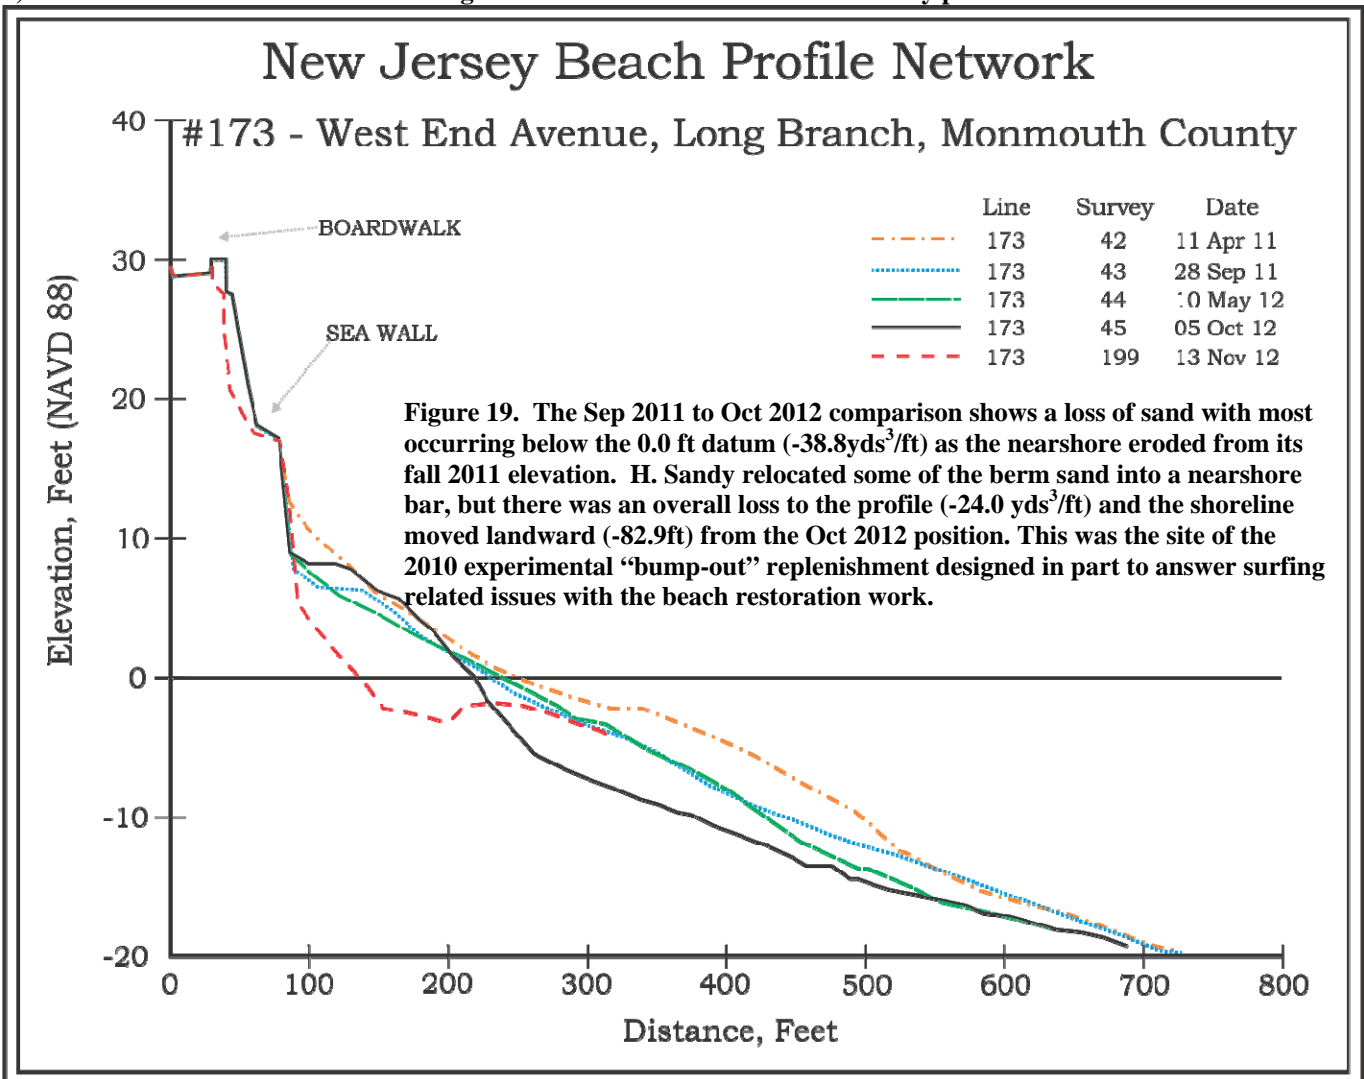 New Jersey Beach Profile Network
#173 - West End Avenue, Long Branch, Monmouth County
Line Survey Date
173 42 11 Apr 11
173 43 28 Sep 11
173 44 10 May 12
173 45 05 Oct 12
173 199 13 Nov 12
BOARDWALK
SEA WALL
Figure 19. The Sep 2011 to Oct 2012 comparison shows a loss of sand with most
occurring below the 0.0 ft datum (-38.8yds³/ft) as the nearshore eroded from its
fall 2011 elevation. H. Sandy relocated some of the berm sand into a nearshore
bar, but there was an overall loss to the profile (-24.0 yds³/ft) and the shoreline
moved landward (-82.9ft) from the Oct 2012 position. This was the site of the
2010 experimental “bump-out” replenishment designed in part to answer surfing
related issues with the beach restoration work.
Elevation, Feet (NAVD 88)
40
30
20
10
0
-10
-20
0 100 200 300 400 500 600 700 800
Distance, Feet